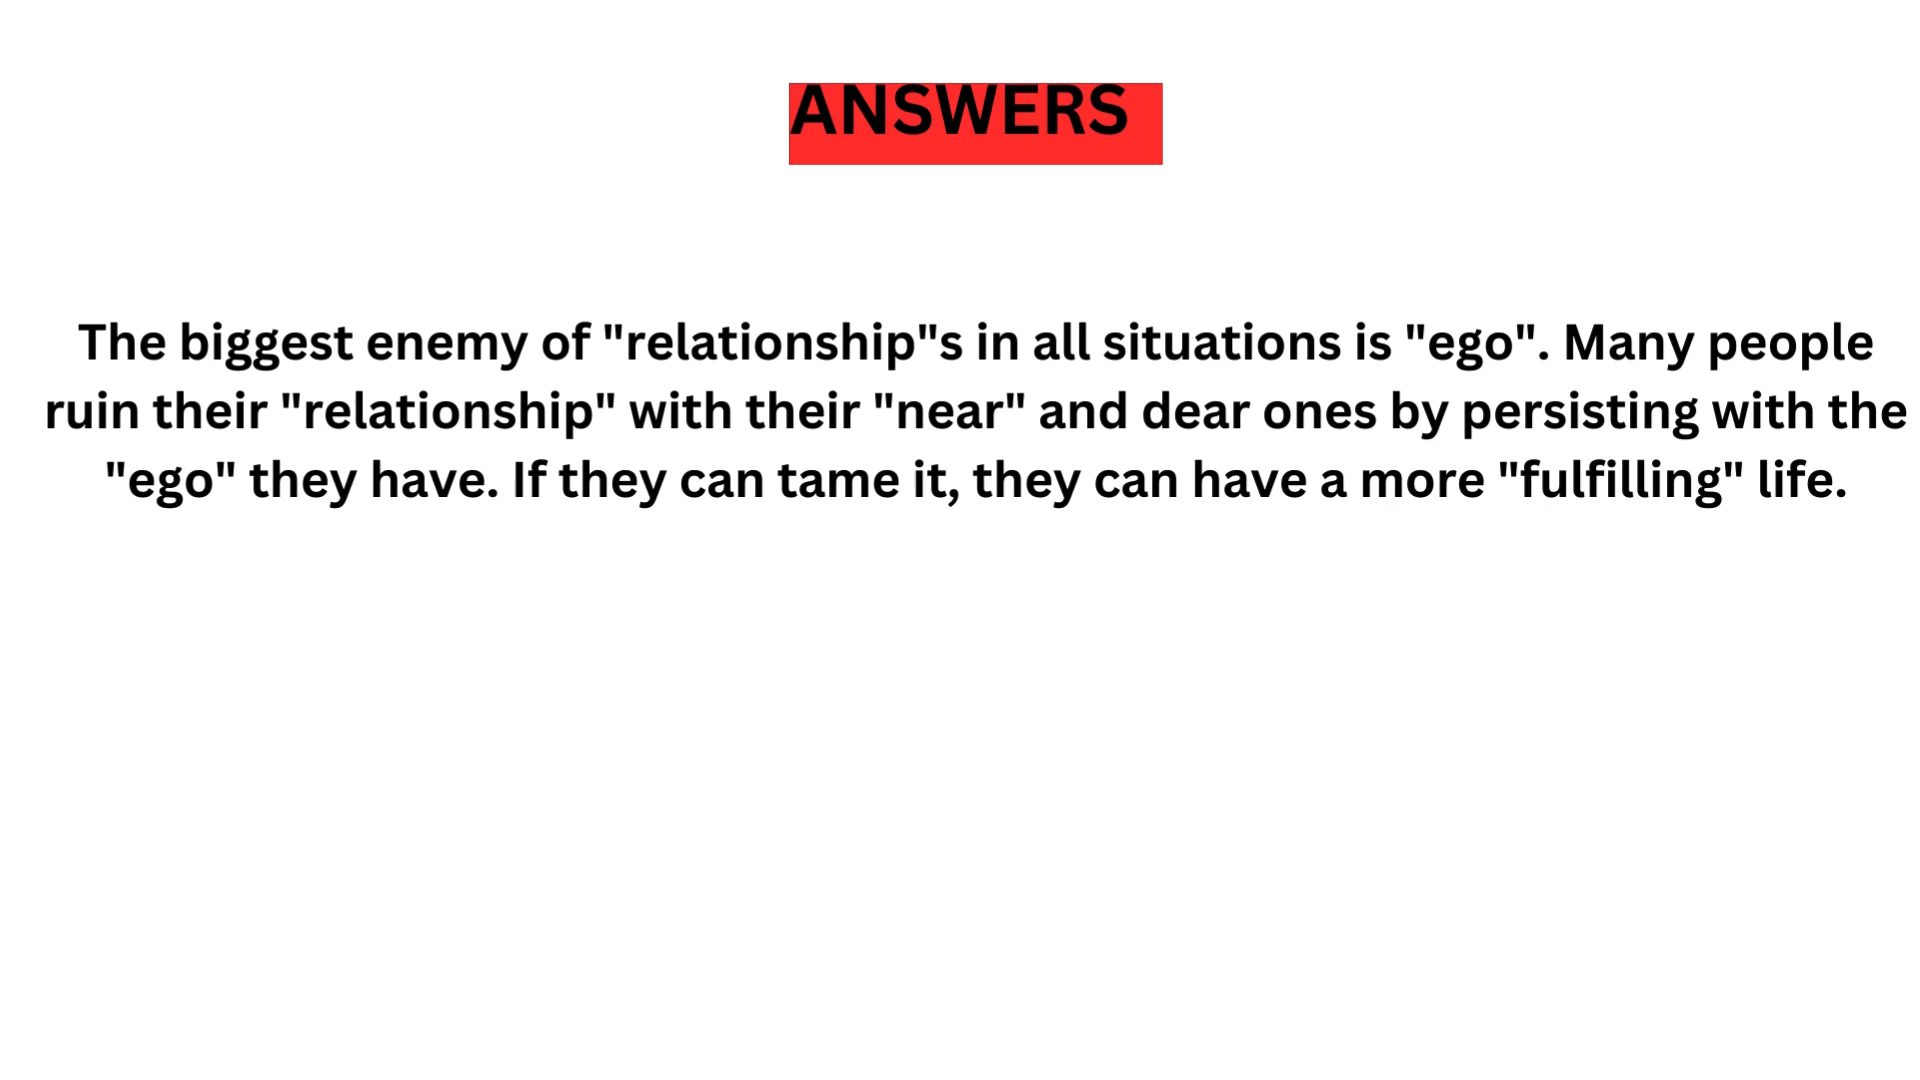 ANSWERS
The biggest enemy of "relationship"s in all situations is "ego". Many people
ruin their "relationship" with their "near" and dear ones by persisting with the
"ego" they have. If they can tame it, they can have a more "fulfilling" life.